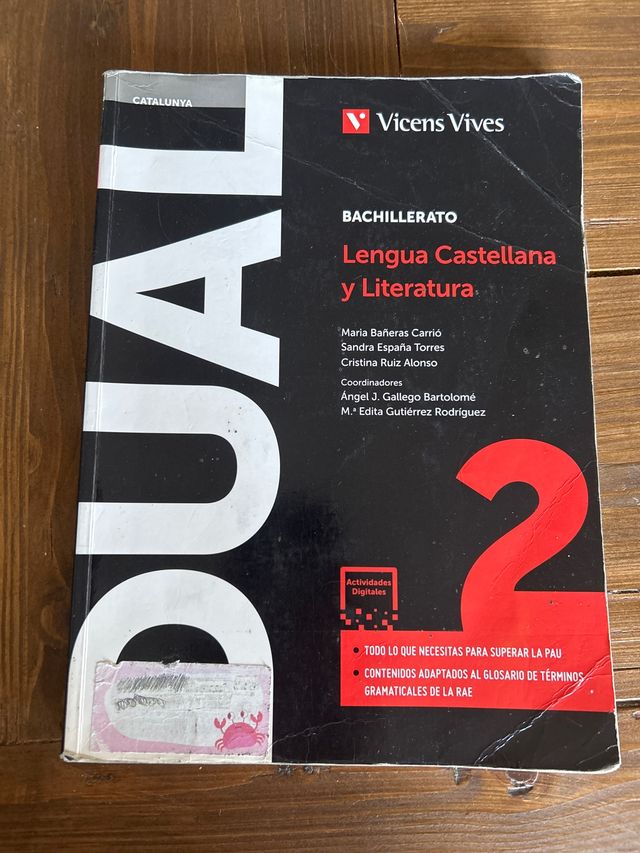 CATALUNYA
DUAL
Vicens Vives
BACHILLERATO
Lengua Castellana
y Literatura
Maria Bañeras Carrió
Sandra España Torres
Cristina Ruiz Alonso
Coordinadores
Ángel J. Gallego Bartolomé
M.ª Edita Gutiérrez Rodríguez
2
Actividades
Digitales
• TODO LO QUE NECESITAS PARA SUPERAR LA PAU
• CONTENIDOS ADAPTADOS AL GLOSARIO DE TÉRMINOS
GRAMATICALES DE LA RAE